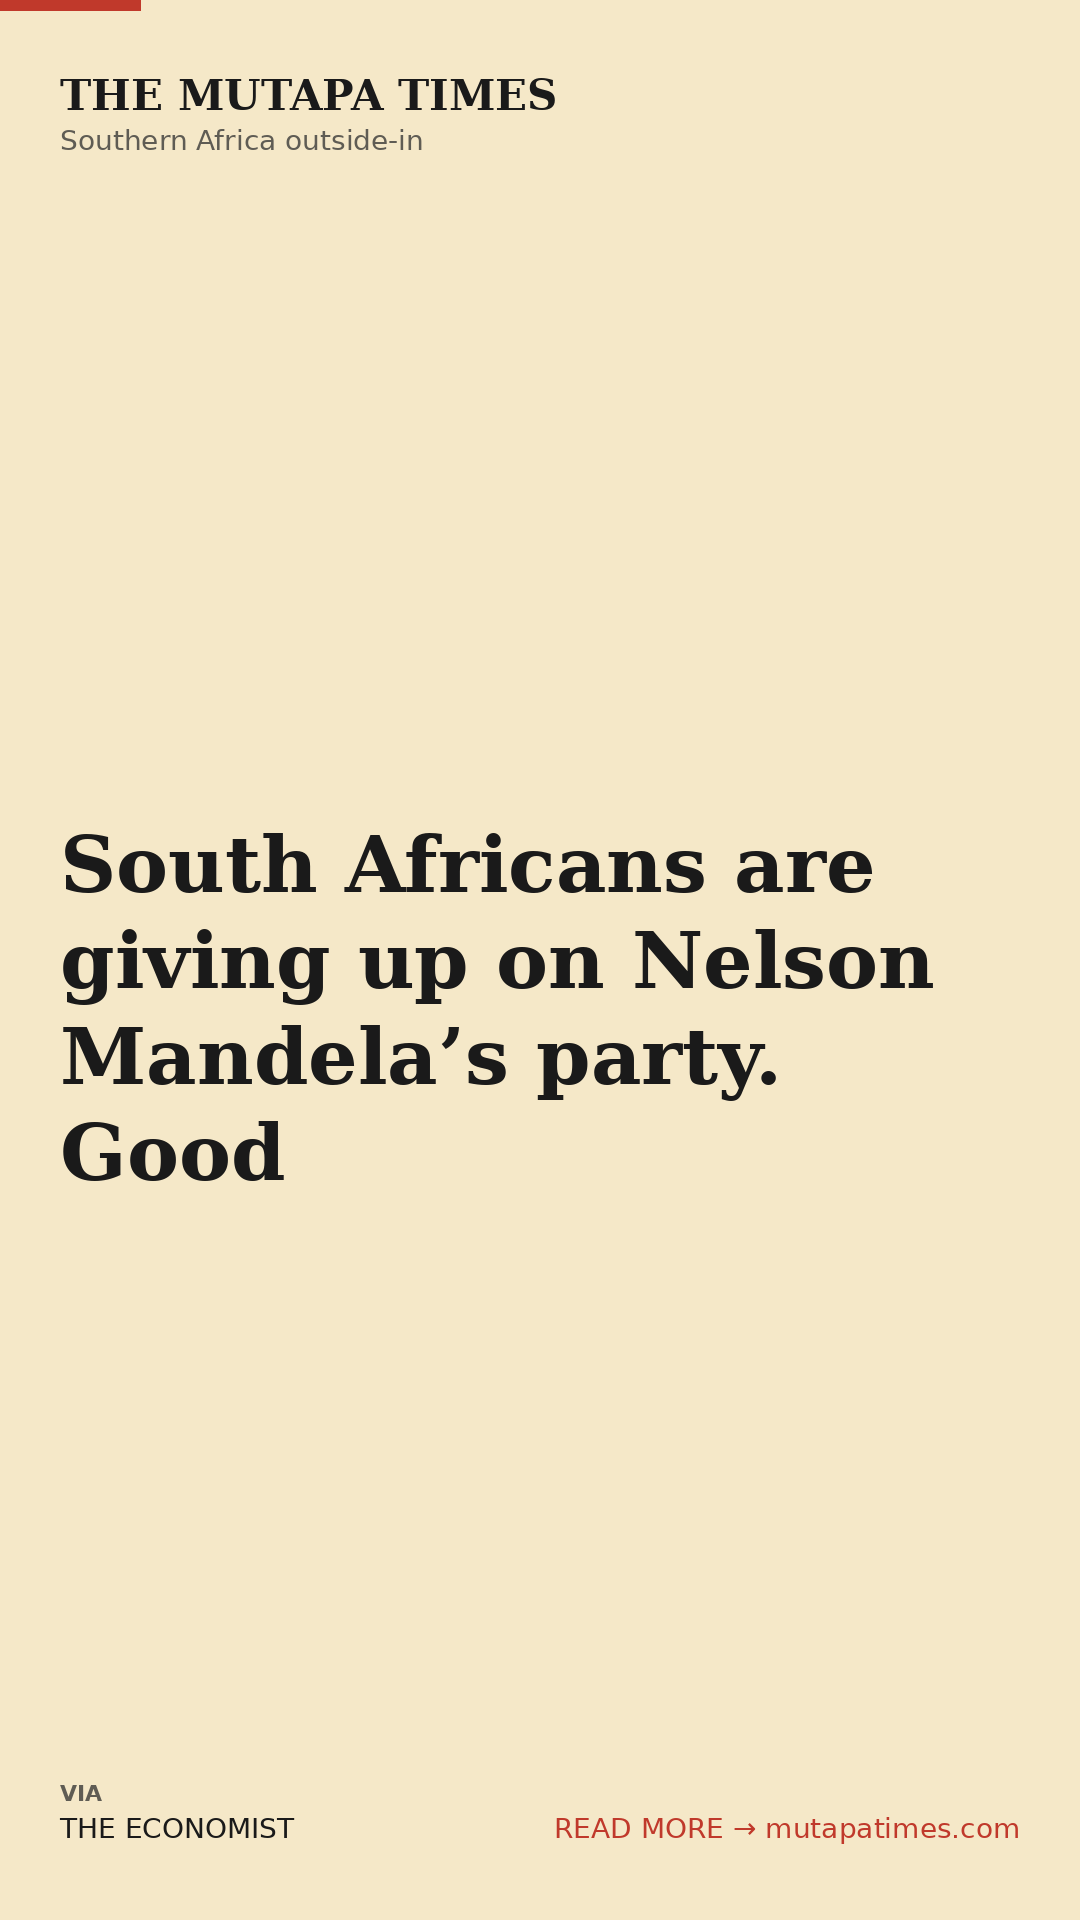 THE MUTAPA TIMES
Southern Africa outside-in
South Africans are
giving up on Nelson
Mandela’s party.
Good
VIA
THE ECONOMIST
READ MORE → mutapatimes.com